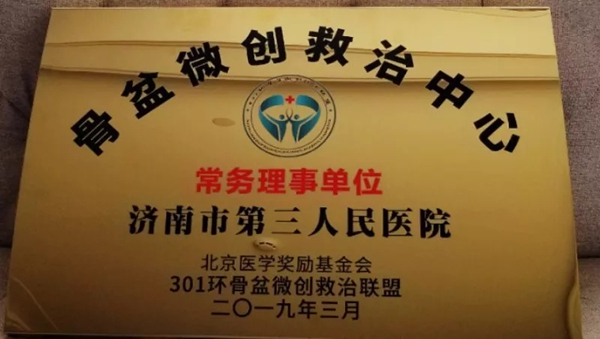 骨盆微创救治中心
常务理事单位
济南市第三人民医院
北京医学奖励基金会
301环骨盆微创救治联盟
二〇一九年三月